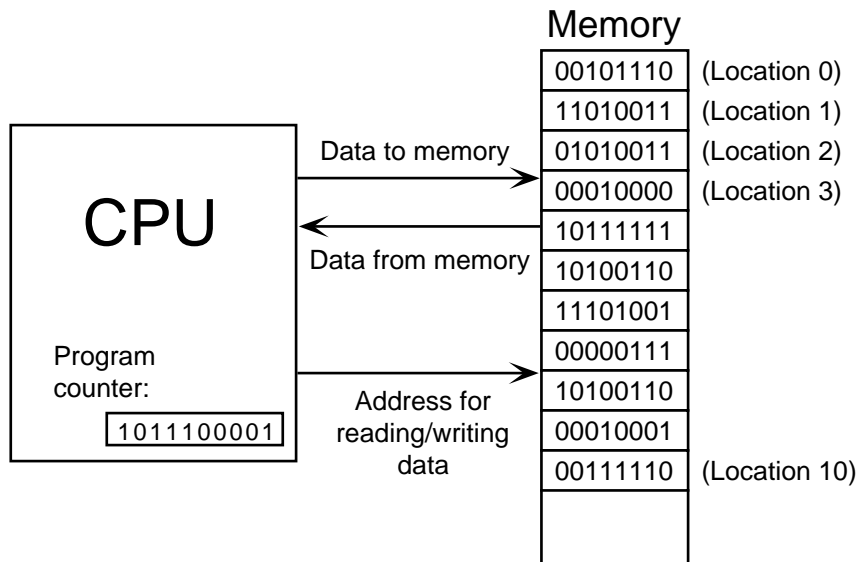 Memory
00101110 (Location 0)
11010011 (Location 1)
01010011 (Location 2)
00010000 (Location 3)
10111111
10100110
11101001
00000111
10100110
00010001
00111110 (Location 10)
CPU
Program
counter:
1011100001
Data to memory
Data from memory
Address for
reading/writing
data